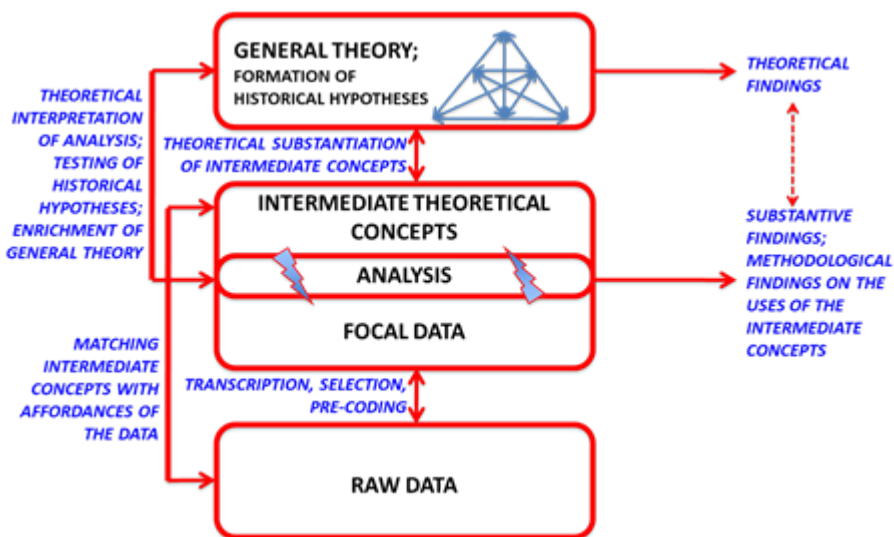 GENERAL THEORY;
FORMATION OF
HISTORICAL HYPOTHESES
THEORETICAL
FINDINGS
THEORETICAL
INTERPRETATION
OF ANALYSIS;
TESTING OF
HISTORICAL
HYPOTHESES;
ENRICHMENT OF
GENERAL THEORY
THEORETICAL SUBSTANTIATION
OF INTERMEDIATE CONCEPTS
INTERMEDIATE THEORETICAL
CONCEPTS
ANALYSIS
FOCAL DATA
SUBSTANTIVE
FINDINGS;
METHODOLOGICAL
FINDINGS ON THE
USES OF THE
INTERMEDIATE
CONCEPTS
MATCHING
INTERMEDIATE
CONCEPTS WITH
AFFORDANCES OF
THE DATA
TRANSCRIPTION, SELECTION,
PRE-CODING
RAW DATA